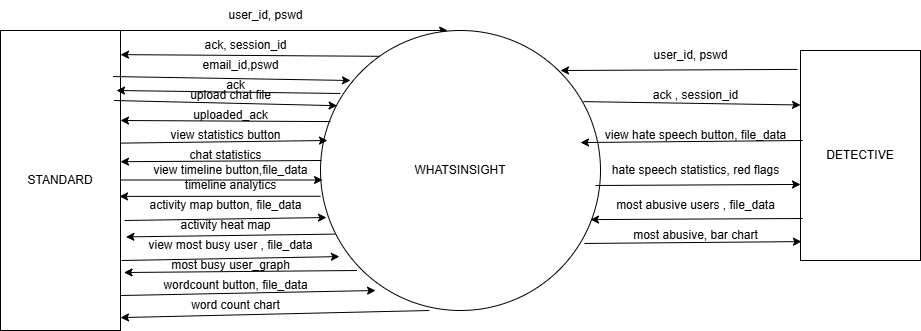 user_id, pswd
ack, session_id
email_id,pswd
ack
upload chat file
uploaded_ack
view statistics button
chat statistics
view timeline button,file_data
timeline analytics
activity map button, file_data
activity heat map
view most busy user , file_data
most busy user_graph
wordcount button, file_data
word count chart
STANDARD
WHATSINSIGHT
user_id, pswd
ack , session_id
view hate speech button, file_data
hate speech statistics, red flags
most abusive users , file_data
most abusive, bar chart
DETECTIVE